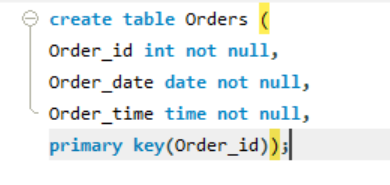 create table Orders (
Order_id int not null,
Order_date date not null,
Order_time time not null,
primary key(Order_id));